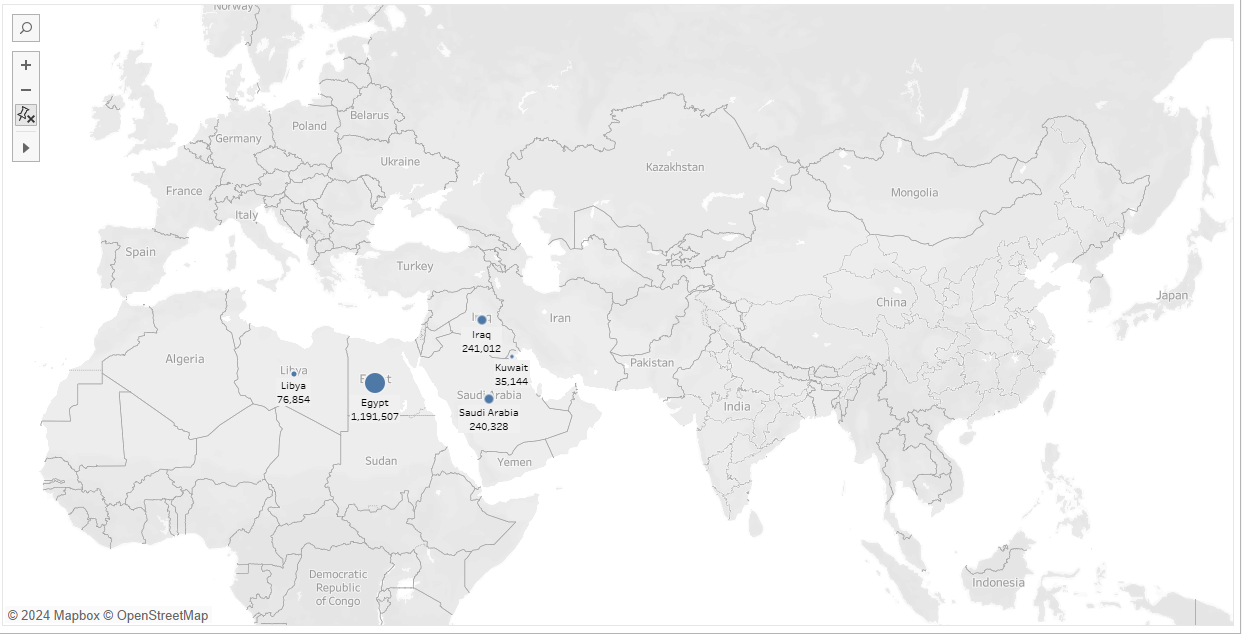 Norway
Belarus
Poland
Germany
Ukraine
Kazakhstan
France
Mongolia
Italy
Spain
Turkey
China
Japan
Iraq
Iran
Iraq
241,012
Algeria
Pakistan
Kuwait
35,144
Libya
Libya
76,854
Egypt
Egypt
1,191,507
Saudi Arabia
Saudi Arabia
240,328
India
Sudan
Yemen
Democratic
Republic
of Congo
Indonesia
© 2024 Mapbox © OpenStreetMap